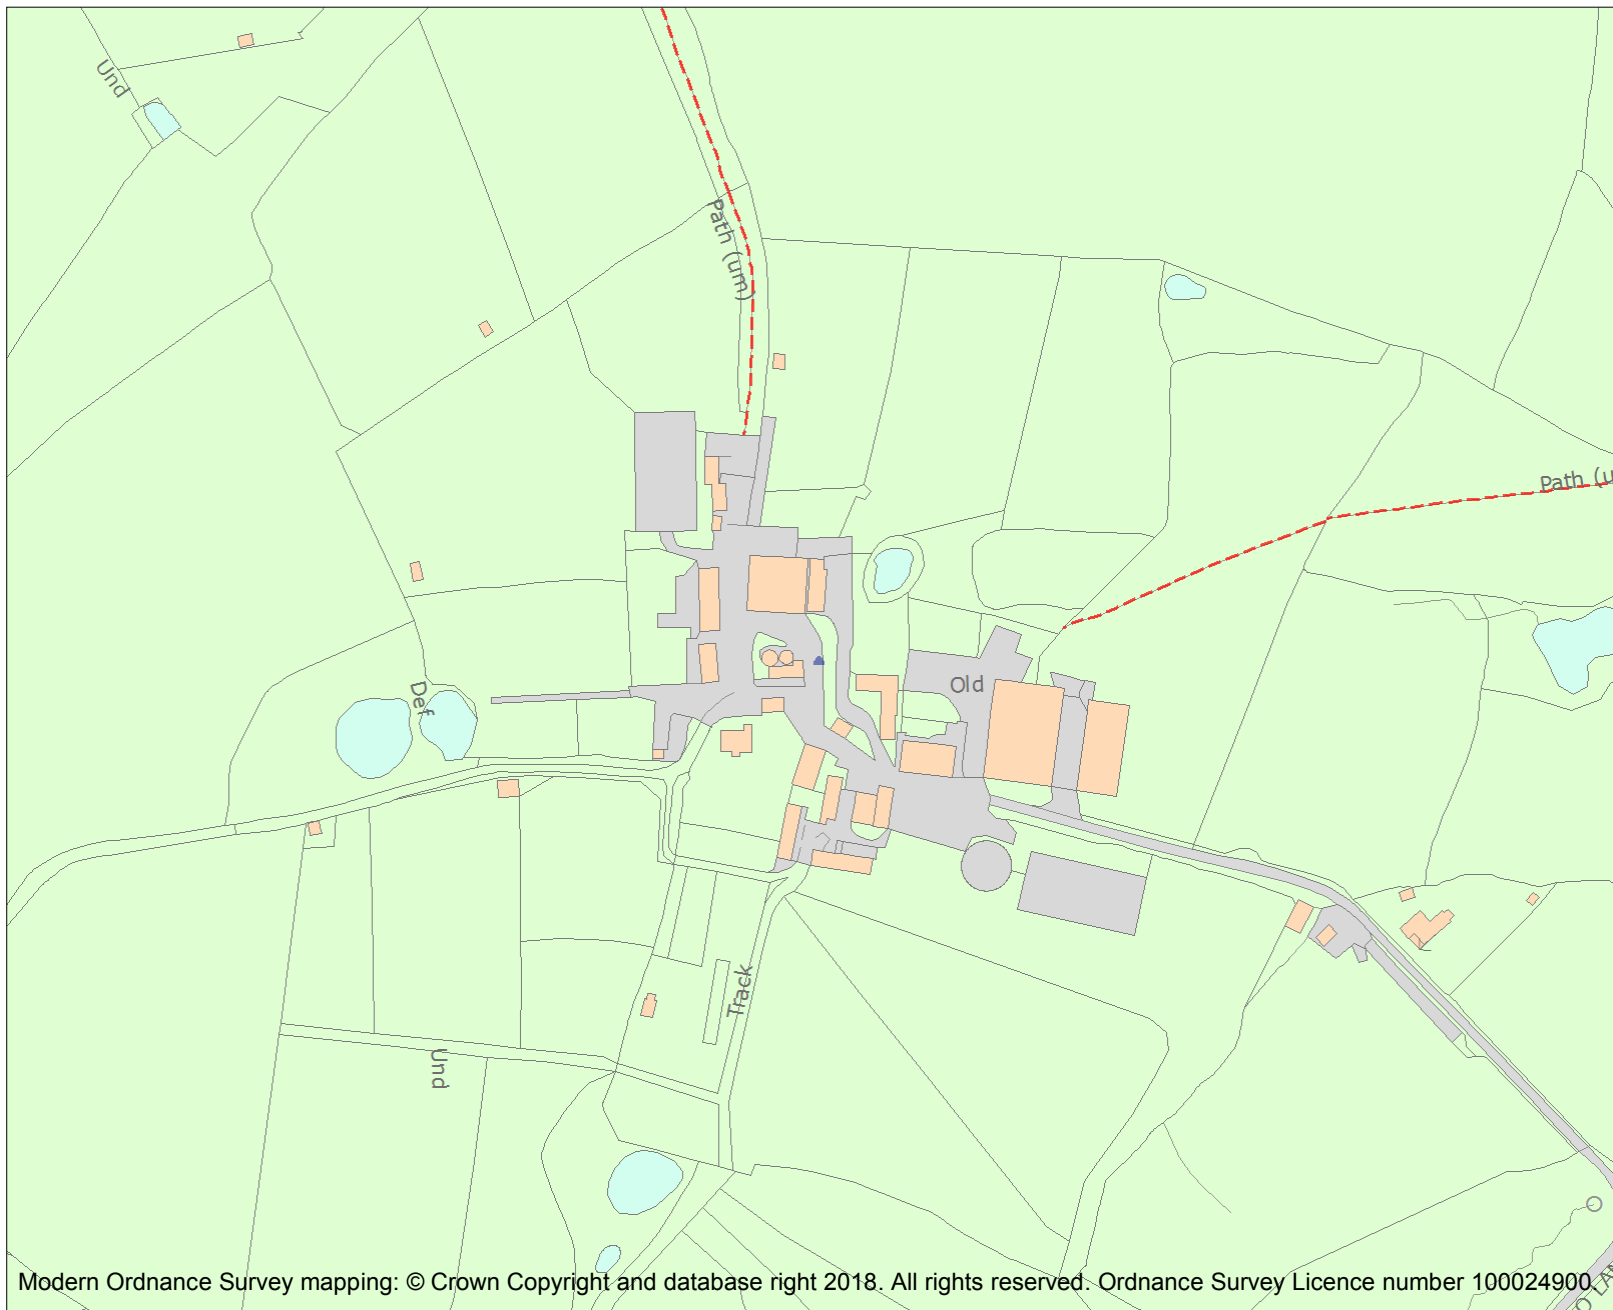 Und
Path (um)
Path (u
Old
Def
Track
Und
Modern Ordnance Survey mapping: © Crown Copyright and database right 2018. All rights reserved. Ordnance Survey Licence number 100024900.